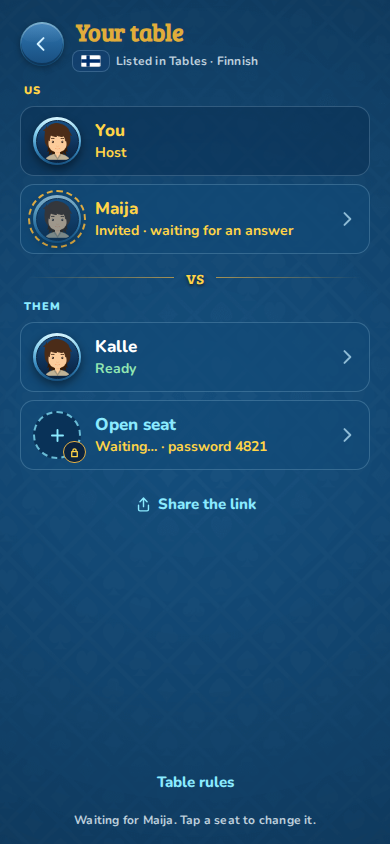 Your table
Listed in Tables · Finnish
US
You
Host
Maija
Invited · waiting for an answer
VS
THEM
Kalle
Ready
Open seat
Waiting... · password 4821
Share the link
Table rules
Waiting for Maija. Tap a seat to change it.